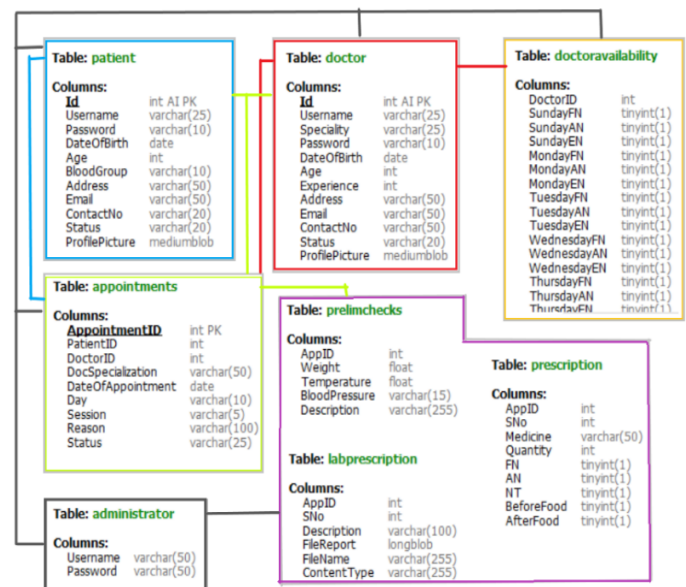 Table: patient
Columns:
Id int AI PK
Username varchar(25)
Password varchar(10)
DateOfBirth date
Age int
BloodGroup varchar(10)
Address varchar(50)
Email varchar(50)
ContactNo varchar(20)
Status varchar(20)
ProfilePicture mediumblob
Table: doctor
Columns:
Id int AI PK
Username varchar(25)
Speciality varchar(25)
Password varchar(10)
DateOfBirth date
Age int
Experience int
Address varchar(50)
Email varchar(50)
ContactNo varchar(50)
Status varchar(20)
ProfilePicture mediumblob
Table: doctoravailability
Columns:
DoctorID int
SundayFN tinyint(1)
SundayAN tinyint(1)
SundayEN tinyint(1)
MondayFN tinyint(1)
MondayAN tinyint(1)
MondayEN tinyint(1)
TuesdayFN tinyint(1)
TuesdayAN tinyint(1)
TuesdayEN tinyint(1)
WednesdayFN tinyint(1)
WednesdayAN tinyint(1)
WednesdayEN tinyint(1)
ThursdayFN tinyint(1)
ThursdayAN tinyint(1)
ThursdayEN tinyint(1)
Table: appointments
Columns:
AppointmentID int PK
PatientID int
DoctorID int
DocSpecialization varchar(50)
DateOfAppointment date
Day varchar(10)
Session varchar(5)
Reason varchar(100)
Status varchar(25)
Table: prelimchecks
Columns:
AppID int
Weight float
Temperature float
BloodPressure varchar(15)
Description varchar(255)
Table: prescription
Columns:
AppID int
SNo int
Medicine varchar(50)
Quantity int
FN tinyint(1)
AN tinyint(1)
NT tinyint(1)
BeforeFood tinyint(1)
AfterFood tinyint(1)
Table: labprescription
Columns:
AppID int
SNo int
Description varchar(100)
FileReport longblob
FileName varchar(255)
ContentType varchar(255)
Table: administrator
Columns:
Username varchar(50)
Password varchar(50)